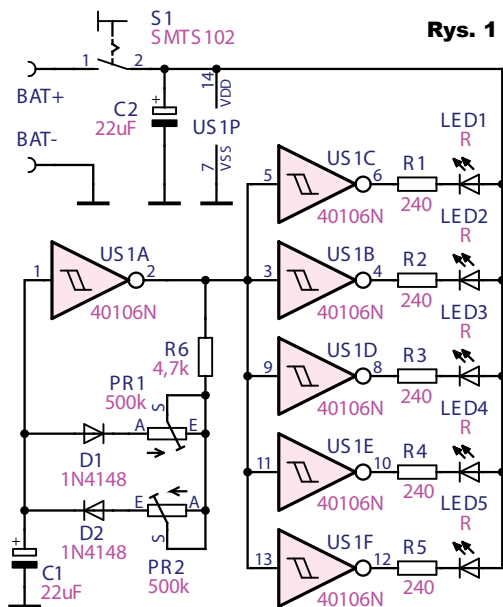 Rys. 1
S1
SMTS102
1
2
BAT+
BAT-
C2
22uF
+
14
VDD
US1P
7
VSS
LED1
R
US1C
5
6
R1
40106N
240
LED2
R
US1B
3
4
R2
40106N
240
LED3
R
US1D
9
8
R3
40106N
240
LED4
R
US1E
11
10
R4
40106N
240
LED5
R
US1F
13
12
R5
40106N
240
US1A
1
2
40106N
R6
4,7k
PR1
500k
S
A
E
D1
1N4148
E
A
S
D2
1N4148
PR2
500k
+
C1
22uF